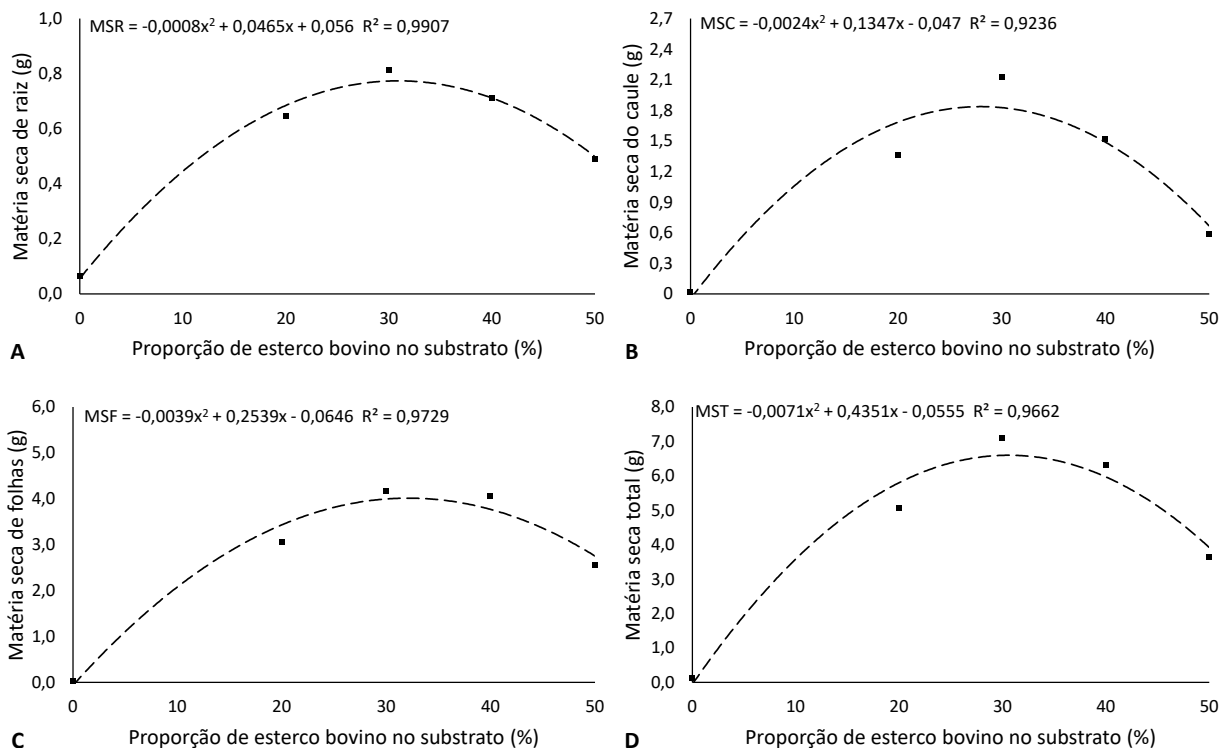 MSR = -0,0008x² + 0,0465x + 0,056 R² = 0,9907
Matéria seca de raiz (g)
1,0
0,8
0,6
0,4
0,2
0,0
0 10 20 30 40 50
Proporção de esterco bovino no substrato (%)
A
MSC = -0,0024x² + 0,1347x - 0,047 R² = 0,9236
Matéria seca do caule (g)
2,7
2,4
2,1
1,8
1,5
1,2
0,9
0,6
0,3
0
0 10 20 30 40 50
Proporção de esterco bovino no substrato (%)
B
MSF = -0,0039x² + 0,2539x - 0,0646 R² = 0,9729
Matéria seca de folhas (g)
6,0
5,0
4,0
3,0
2,0
1,0
0,0
0 10 20 30 40 50
Proporção de esterco bovino no substrato (%)
C
MST = -0,0071x² + 0,4351x - 0,0555 R² = 0,9662
Matéria seca total (g)
8,0
7,0
6,0
5,0
4,0
3,0
2,0
1,0
0,0
0 10 20 30 40 50
Proporção de esterco bovino no substrato (%)
D